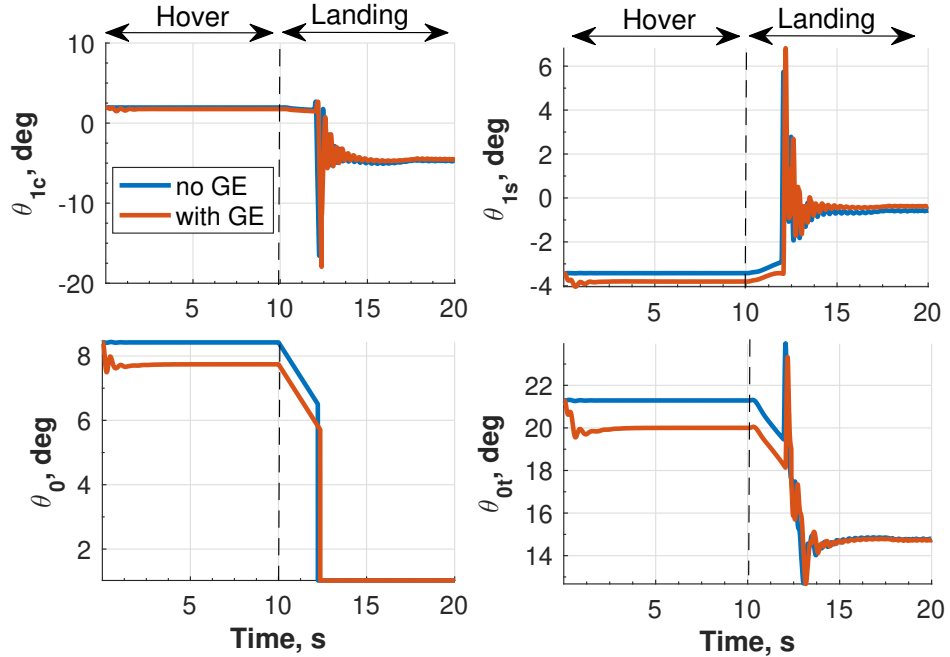 Hover Landing
10
0
-10
-20
θ1c, deg
no GE
with GE
5 10 15 20
Hover Landing
6
4
2
0
-2
-4
θ1s, deg
5 10 15 20
8
6
4
2
θ0, deg
5 10 15 20
Time, s
22
20
18
16
14
θ0t, deg
5 10 15 20
Time, s